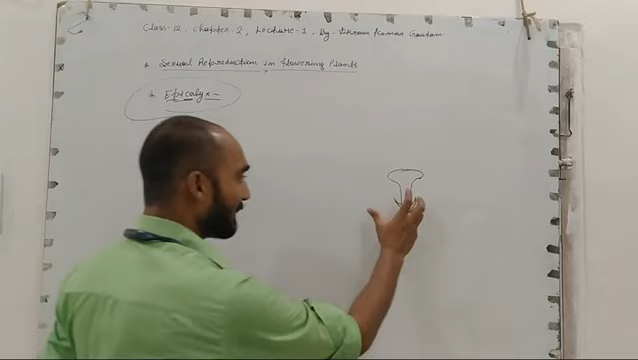 Class-12, Chapter-2, Lecture-1, By- Vikram Kumar Gautam.
* Sexual Reproduction in flowering Plants
* Epicalyx -